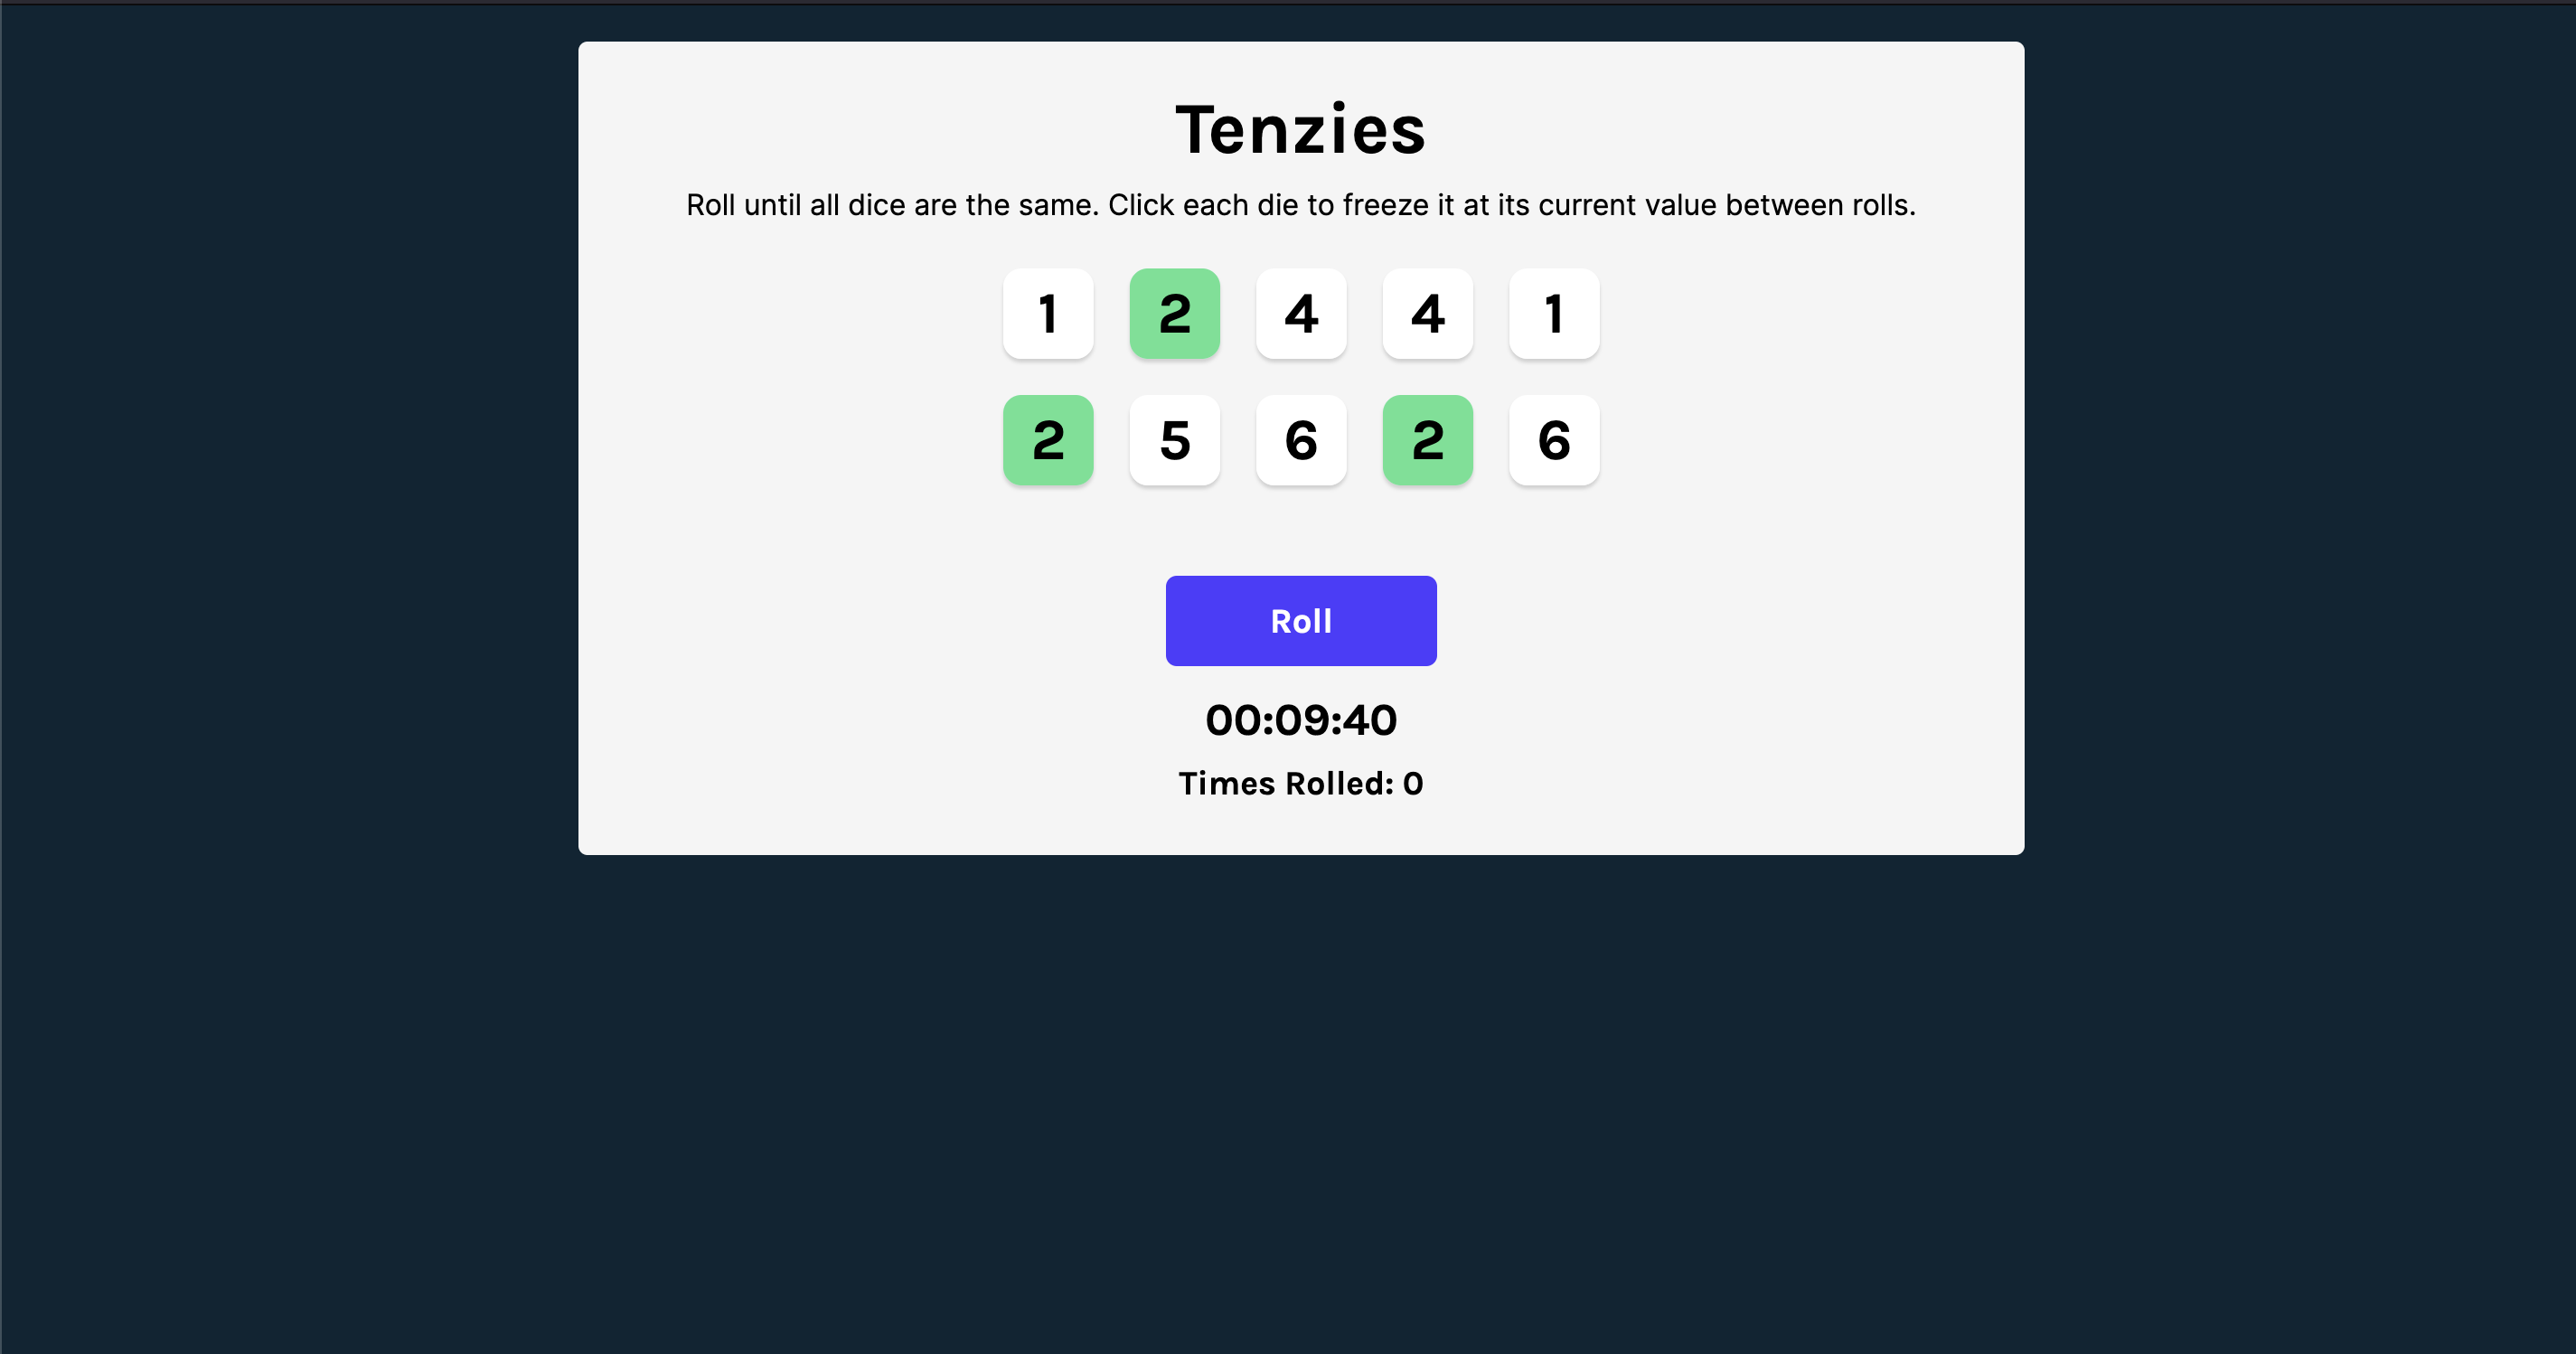 Tenzies
Roll until all dice are the same. Click each die to freeze it at its current value between rolls.
1 2 4 4 1
2 5 6 2 6
Roll
00:09:40
Times Rolled: 0